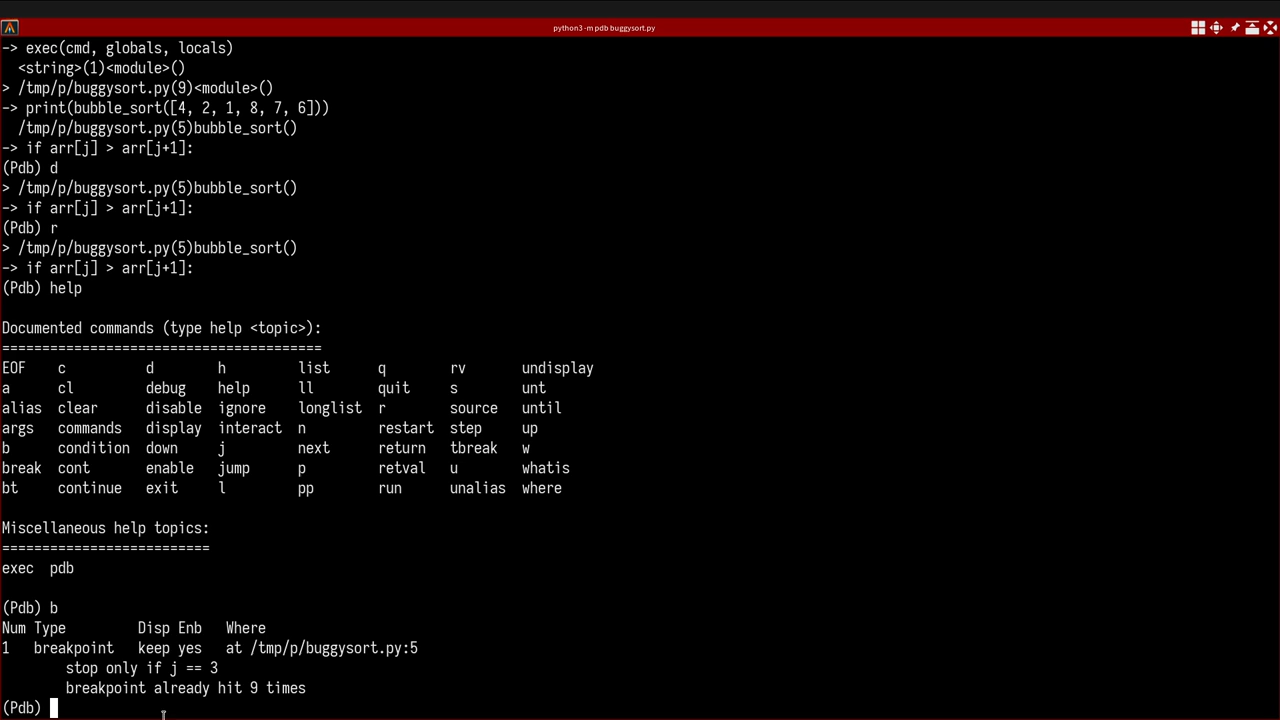 python3 -m pdb buggysort.py
-> exec(cmd, globals, locals)
  <string>(1)<module>()
> /tmp/p/buggysort.py(9)<module>()
-> print(bubble_sort([4, 2, 1, 8, 7, 6]))
  /tmp/p/buggysort.py(5)bubble_sort()
-> if arr[j] > arr[j+1]:
(Pdb) d
> /tmp/p/buggysort.py(5)bubble_sort()
-> if arr[j] > arr[j+1]:
(Pdb) r
> /tmp/p/buggysort.py(5)bubble_sort()
-> if arr[j] > arr[j+1]:
(Pdb) help
Documented commands (type help <topic>):
========================================
EOF    c          d        h         list      q        rv       undisplay
a      cl         debug    help      ll        quit     s        unt
alias  clear      disable  ignore    longlist  r        source   until
args   commands   display  interact  n         restart  step     up
b      condition  down     j         next      return   tbreak   w
break  cont       enable   jump      p         retval   u        whatis
bt     continue   exit     l         pp        run      unalias  where
Miscellaneous help topics:
==========================
exec  pdb
(Pdb) b
Num Type         Disp Enb   Where
1   breakpoint   keep yes   at /tmp/p/buggysort.py:5
        stop only if j == 3
        breakpoint already hit 9 times
(Pdb)